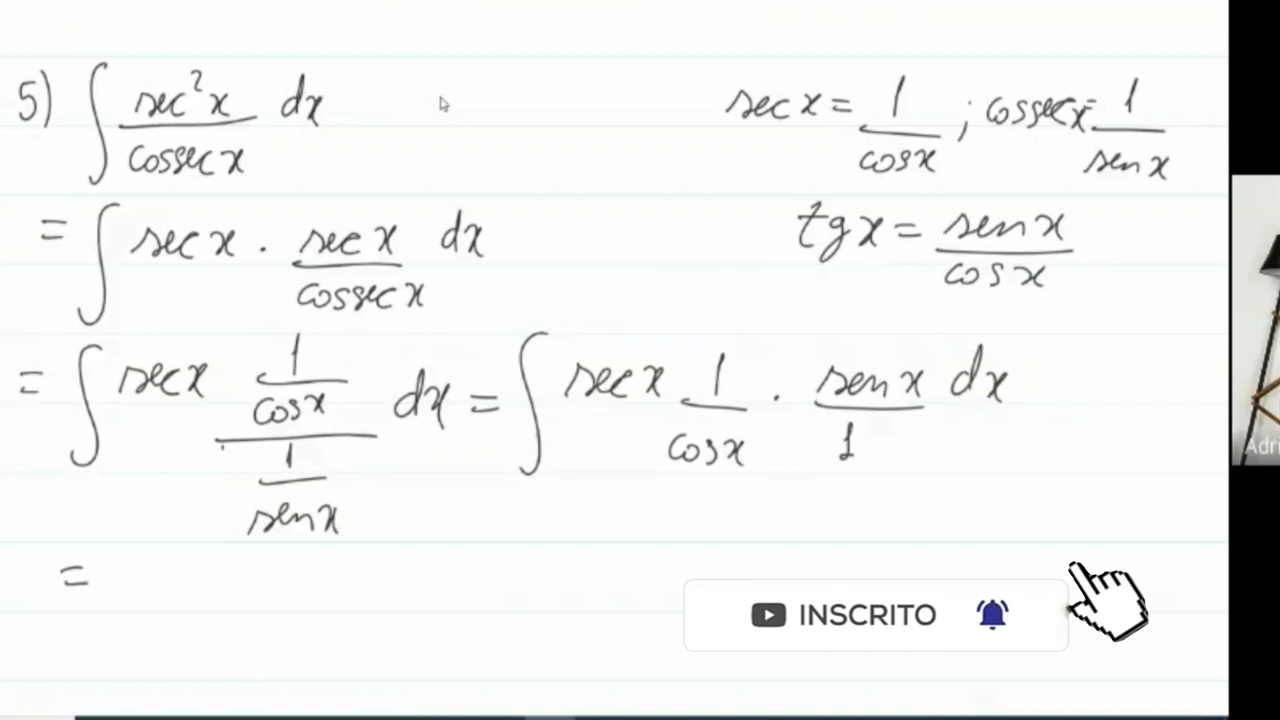 5) ∫ sec²x / cossec x dx
sec x = 1 / cos x ; cossec x = 1 / sen x
= ∫ sec x . sec x / cossec x dx
tg x = sen x / cos x
= ∫ sec x (1 / cos x) / (1 / sen x) dx = ∫ sec x 1 / cos x . sen x / 1 dx
=
INSCRITO